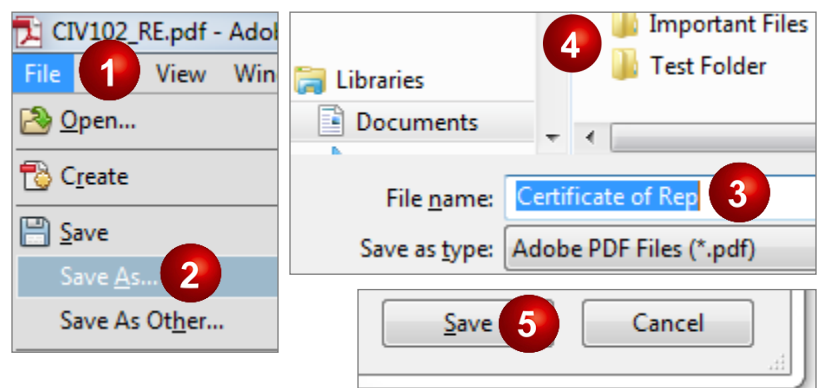 CIV102_RE.pdf - Adob
File 1 View Win
Open...
Create
Save
Save As... 2
Save As Other...
4 Important Files
Test Folder
Libraries
Documents
File name: Certificate of Rep 3
Save as type: Adobe PDF Files (*.pdf)
Save 5 Cancel